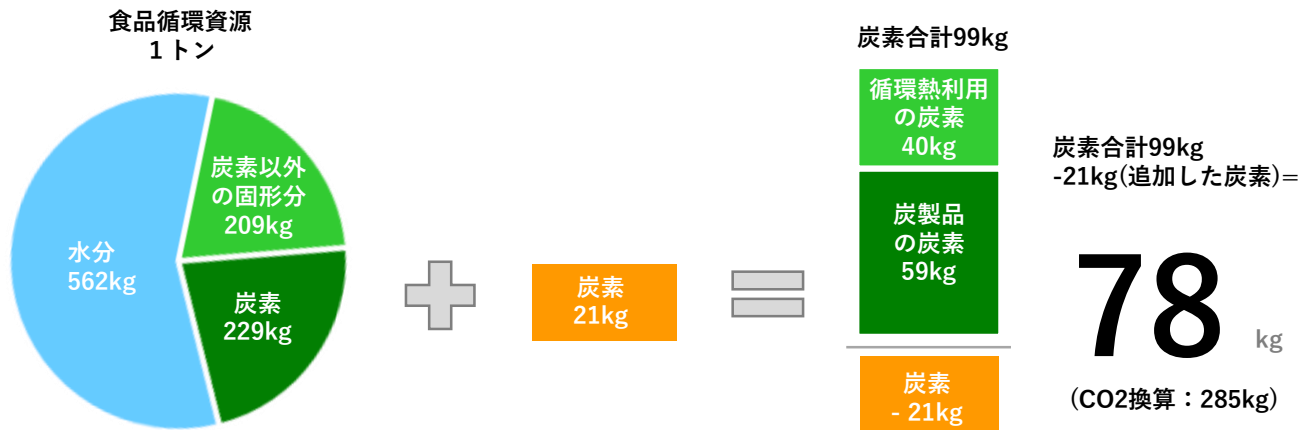 食品循環資源
1トン
水分
562kg
炭素以外
の固形分
209kg
炭素
229kg
炭素
21kg
炭素合計99kg
循環熱利用
の炭素
40kg
炭製品
の炭素
59kg
炭素
- 21kg
炭素合計99kg
-21kg(追加した炭素)=
78 kg
(CO2換算：285kg)